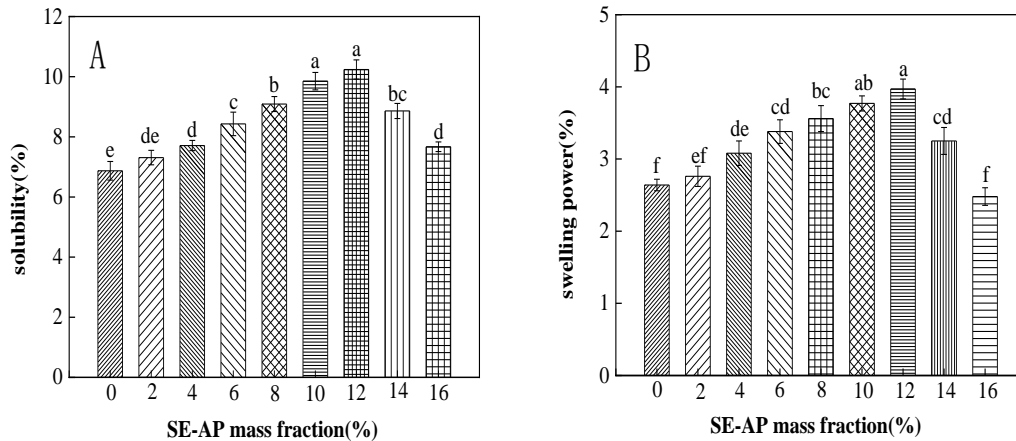 A
solubility(%)
12
10
8
6
4
2
0
e
de
d
c
b
a
a
bc
d
0 2 4 6 8 10 12 14 16
SE-AP mass fraction(%)
B
swelling power(%)
5
4
3
2
1
0
f
ef
de
cd
bc
ab
a
cd
f
0 2 4 6 8 10 12 14 16
SE-AP mass fraction(%)